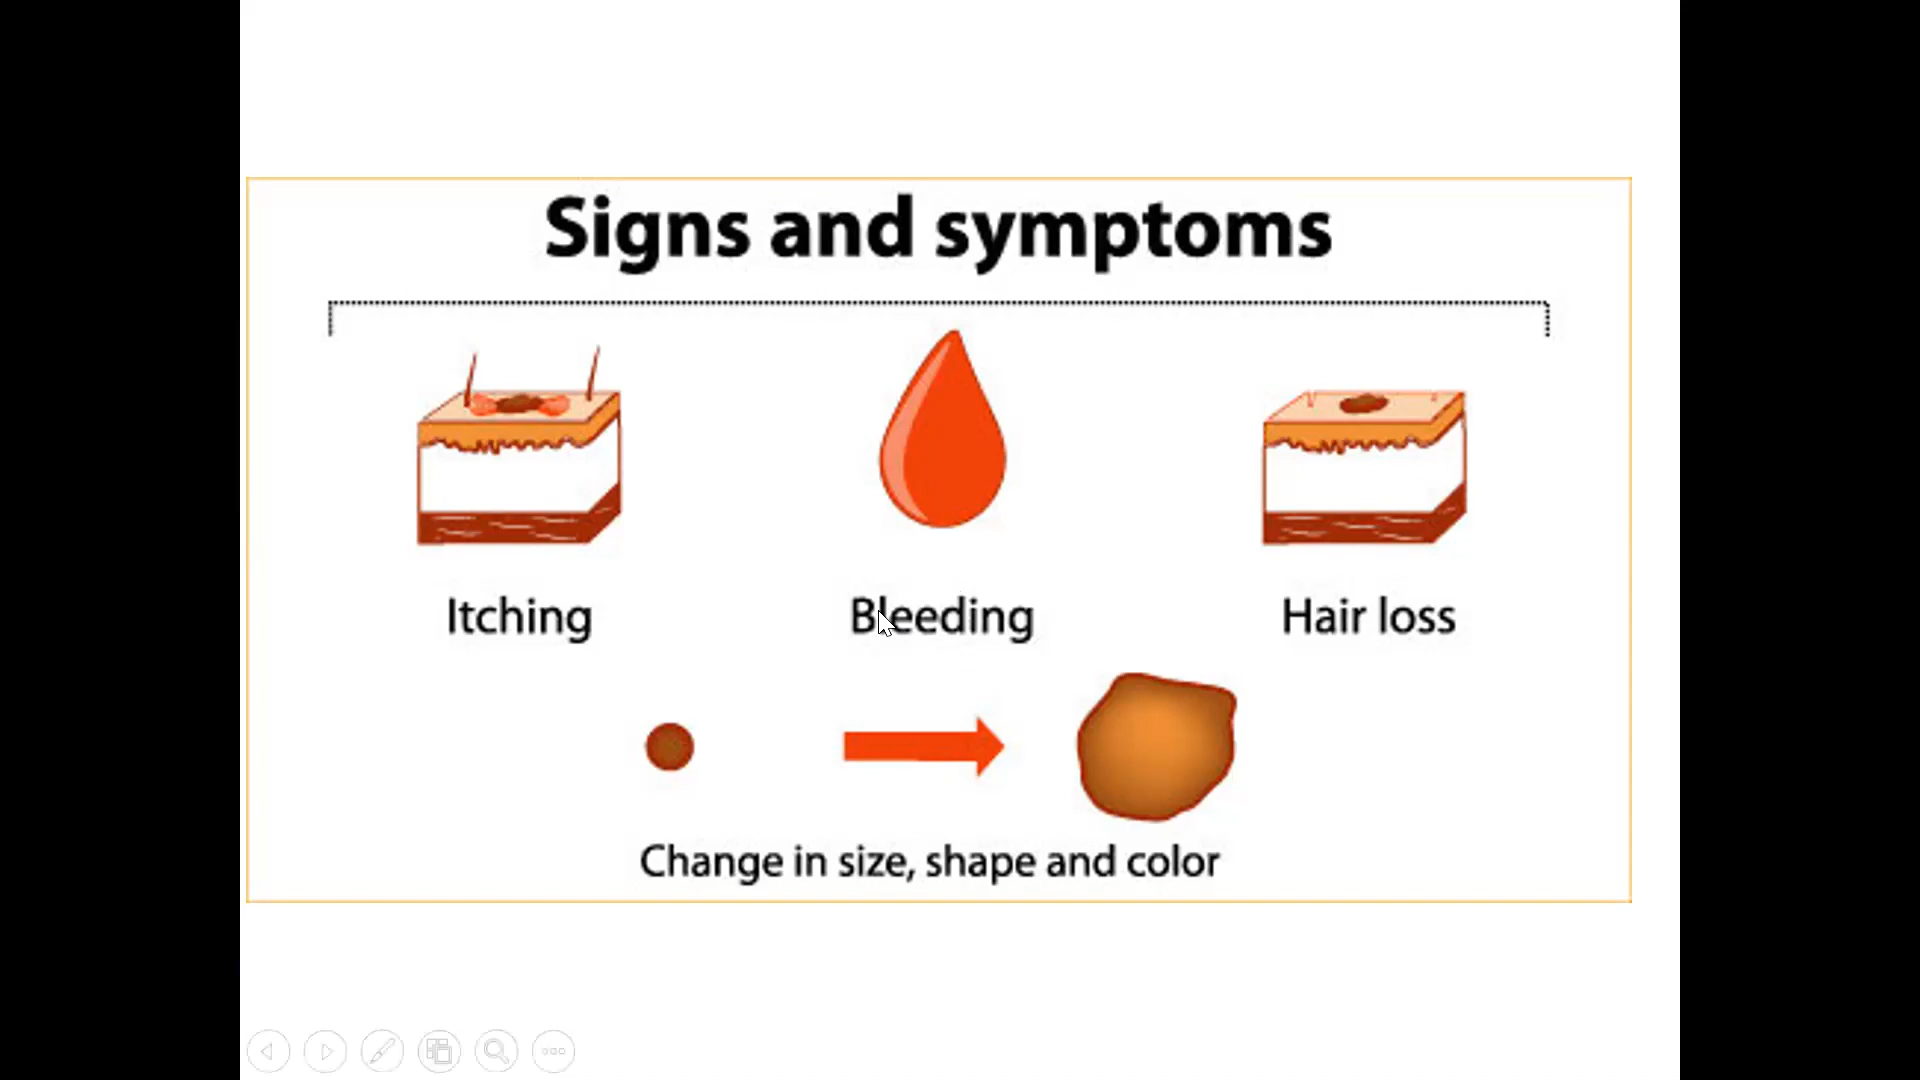 Signs and symptoms
Itching
Bleeding
Hair loss
Change in size, shape and color